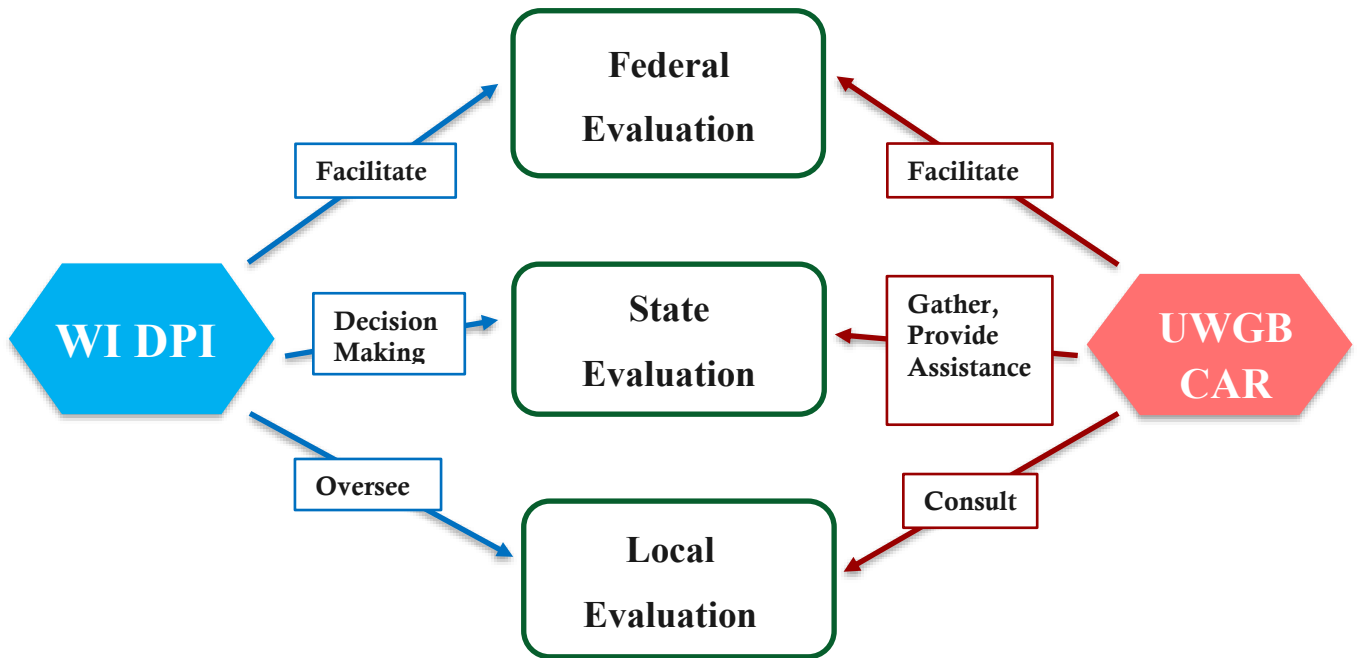 Federal
Evaluation
Facilitate
Facilitate
WI DPI
Decision
Making
State
Evaluation
Gather,
Provide
Assistance
UWGB
CAR
Oversee
Consult
Local
Evaluation